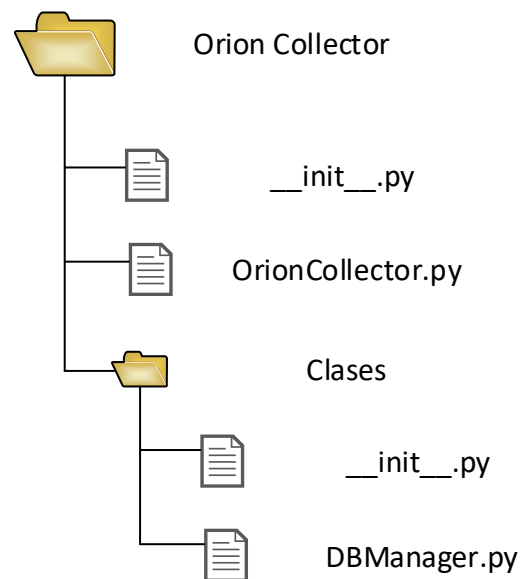 Orion Collector
__init__.py
OrionCollector.py
Clases
__init__.py
DBManager.py